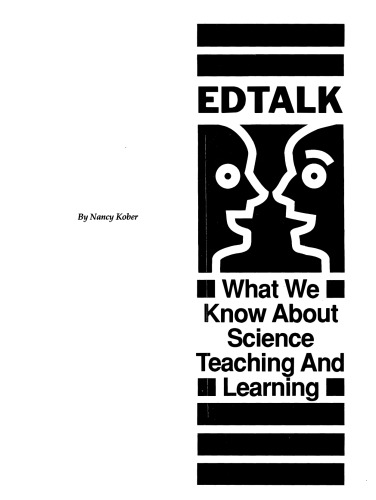 EDTALK
By Nancy Kober
What We
Know About
Science
Teaching And
Learning